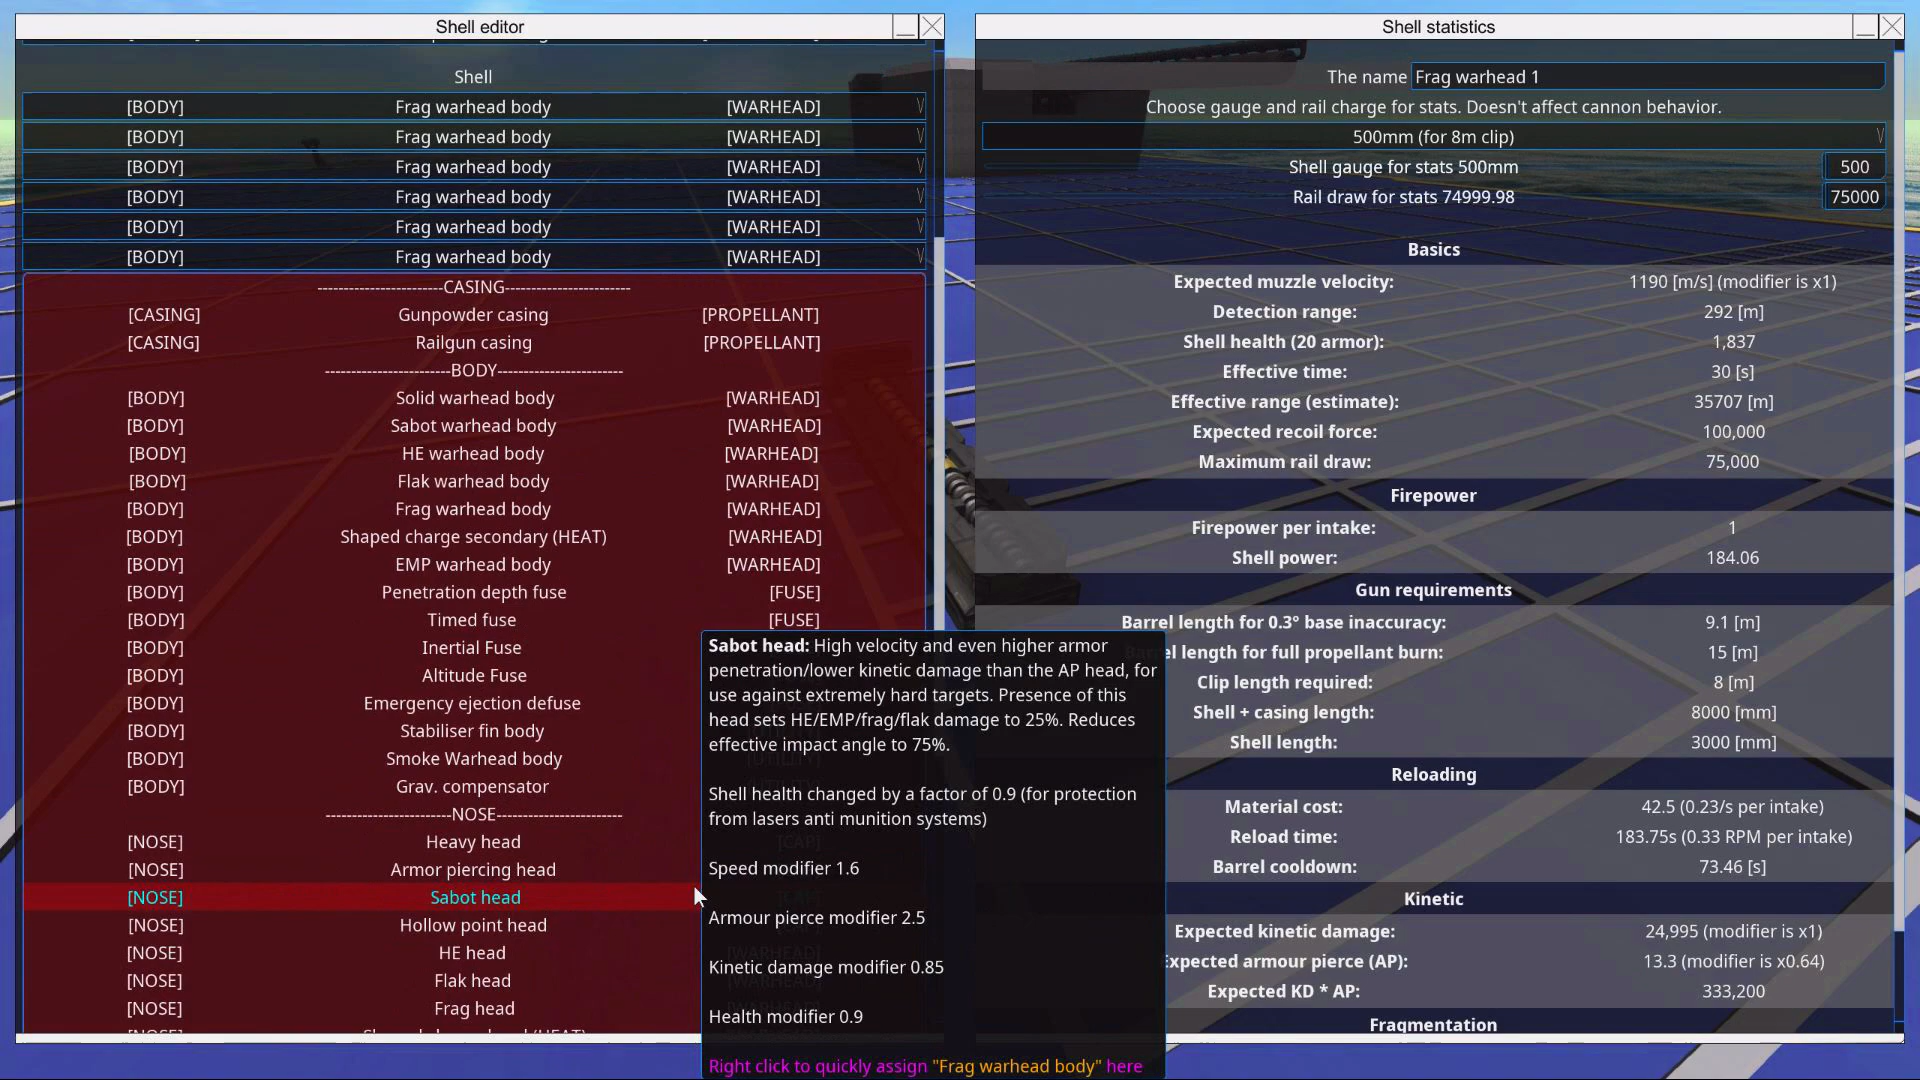 Shell editor
Shell
[BODY] Frag warhead body [WARHEAD]
[BODY] Frag warhead body [WARHEAD]
[BODY] Frag warhead body [WARHEAD]
[BODY] Frag warhead body [WARHEAD]
[BODY] Frag warhead body [WARHEAD]
[BODY] Frag warhead body [WARHEAD]
------------------------CASING------------------------
[CASING] Gunpowder casing [PROPELLANT]
[CASING] Railgun casing [PROPELLANT]
------------------------BODY------------------------
[BODY] Solid warhead body [WARHEAD]
[BODY] Sabot warhead body [WARHEAD]
[BODY] HE warhead body [WARHEAD]
[BODY] Flak warhead body [WARHEAD]
[BODY] Frag warhead body [WARHEAD]
[BODY] Shaped charge secondary (HEAT) [WARHEAD]
[BODY] EMP warhead body [WARHEAD]
[BODY] Penetration depth fuse [FUSE]
[BODY] Timed fuse [FUSE]
[BODY] Inertial Fuse
[BODY] Altitude Fuse
[BODY] Emergency ejection defuse
[BODY] Stabiliser fin body
[BODY] Smoke Warhead body
[BODY] Grav. compensator
------------------------NOSE------------------------
[NOSE] Heavy head
[NOSE] Armor piercing head
[NOSE] Sabot head
[NOSE] Hollow point head
[NOSE] HE head
[NOSE] Flak head
[NOSE] Frag head
Sabot head: High velocity and even higher armor
penetration/lower kinetic damage than the AP head, for
use against extremely hard targets. Presence of this
head sets HE/EMP/frag/flak damage to 25%. Reduces
effective impact angle to 75%.
Shell health changed by a factor of 0.9 (for protection
from lasers anti munition systems)
Speed modifier 1.6
Armour pierce modifier 2.5
Kinetic damage modifier 0.85
Health modifier 0.9
Right click to quickly assign "Frag warhead body" here
Shell statistics
The name Frag warhead 1
Choose gauge and rail charge for stats. Doesn't affect cannon behavior.
500mm (for 8m clip)
Shell gauge for stats 500mm 500
Rail draw for stats 74999.98 75000
Basics
Expected muzzle velocity: 1190 [m/s] (modifier is x1)
Detection range: 292 [m]
Shell health (20 armor): 1,837
Effective time: 30 [s]
Effective range (estimate): 35707 [m]
Expected recoil force: 100,000
Maximum rail draw: 75,000
Firepower
Firepower per intake: 1
Shell power: 184.06
Gun requirements
Barrel length for 0.3° base inaccuracy: 9.1 [m]
Barrel length for full propellant burn: 15 [m]
Clip length required: 8 [m]
Shell + casing length: 8000 [mm]
Shell length: 3000 [mm]
Reloading
Material cost: 42.5 (0.23/s per intake)
Reload time: 183.75s (0.33 RPM per intake)
Barrel cooldown: 73.46 [s]
Kinetic
Expected kinetic damage: 24,995 (modifier is x1)
Expected armour pierce (AP): 13.3 (modifier is x0.64)
Expected KD * AP: 333,200
Fragmentation